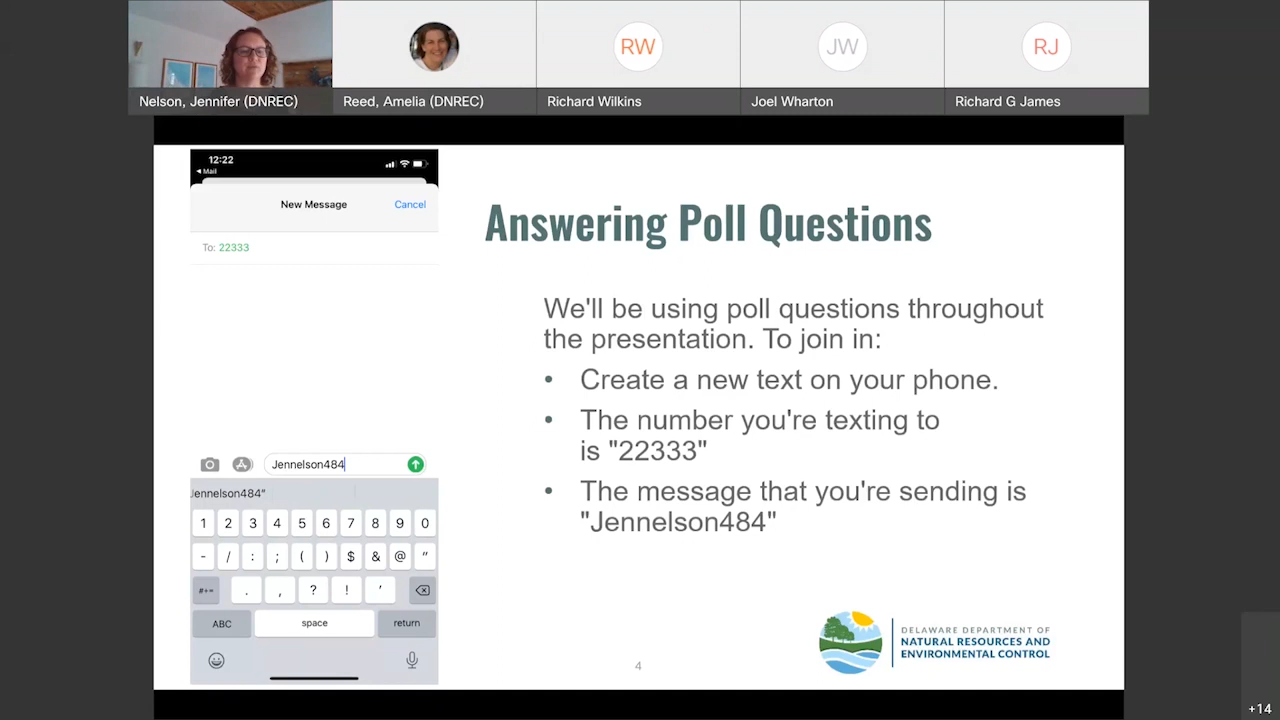 RW
JW
RJ
Nelson, Jennifer (DNREC)
Reed, Amelia (DNREC)
Richard Wilkins
Joel Wharton
Richard G James
12:22
Mail
New Message
Cancel
To: 22333
Jennelson484
Jennelson484"
1 2 3 4 5 6 7 8 9 0
- / : ; ( ) $ & @ "
#+= . , ? ! '
ABC
space
return
Answering Poll Questions
We'll be using poll questions throughout
the presentation. To join in:
• Create a new text on your phone.
• The number you're texting to
is "22333"
• The message that you're sending is
"Jennelson484"
4
DELAWARE DEPARTMENT OF
NATURAL RESOURCES AND
ENVIRONMENTAL CONTROL
+14